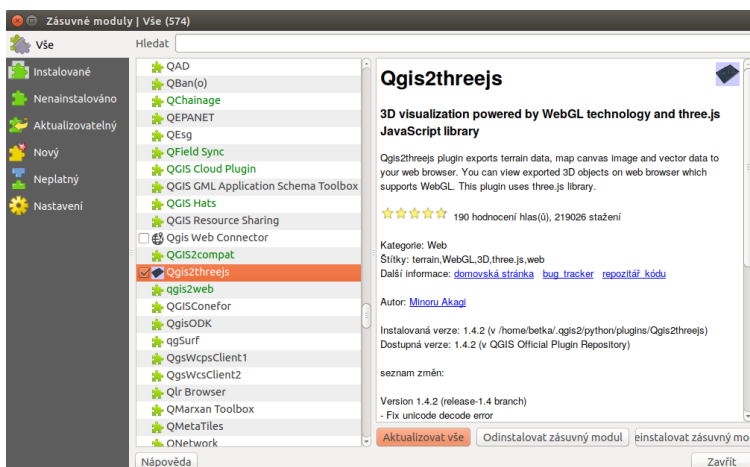 Zásuvné moduly | Vše (574)
Vše
Instalované
Nenainstalováno
Aktualizovatelný
Nový
Neplatný
Nastavení
Hledat
QAD
QBan(o)
QChainage
QEPANET
QEsg
QField Sync
QGIS Cloud Plugin
QGIS GML Application Schema Toolbox
QGIS Hats
QGIS Resource Sharing
Qgis Web Connector
QGIS2compat
Qgis2threejs
qgis2web
QGISConefor
QgisODK
qgSurf
QgsWcpsClient1
QgsWcsClient2
Qlr Browser
QMarxan Toolbox
QMetaTiles
QNetwork
Qgis2threejs
3D visualization powered by WebGL technology and three.js
JavaScript library
Qgis2threejs plugin exports terrain data, map canvas image and vector data to
your web browser. You can view exported 3D objects on web browser which
supports WebGL. This plugin uses three.js library.
190 hodnocení hlas(ů), 219026 stažení
Kategorie: Web
Štítky: terrain,WebGL,3D,three.js,web
Další informace: domovská stránka bug_tracker repozitář_kódu
Autor: Minoru Akagi
Instalovaná verze: 1.4.2 (v /home/betka/.qgis2/python/plugins/Qgis2threejs)
Dostupná verze: 1.4.2 (v QGIS Official Plugin Repository)
seznam změn:
Version 1.4.2 (release-1.4 branch)
- Fix unicode decode error
Aktualizovat vše
Odinstalovat zásuvný modul
einstalovat zásuvný mo
Nápověda
Zavřít